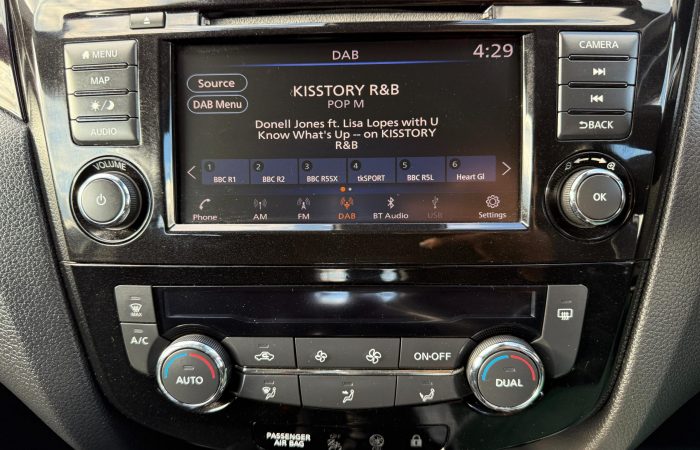 DAB
4:29
CAMERA
MENU
MAP
AUDIO
BACK
Source
DAB Menu
KISSTORY R&B
POP M
Donell Jones ft. Lisa Lopes with U
Know What's Up -- on KISSTORY
R&B
1 2 3 4 5 6
BBC R1 BBC R2 BBC R5SX tkSPORT BBC R5L Heart Gl
Phone AM FM DAB BT Audio USB Settings
VOLUME
OK
MAX
A/C
AUTO
R
ON·OFF
DUAL
PASSENGER
AIR BAG